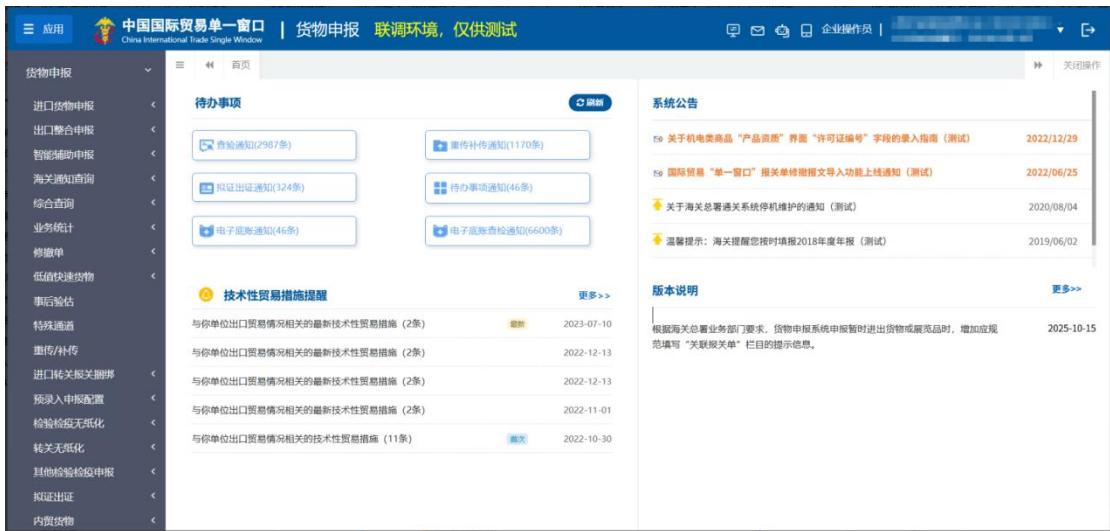 应用
中国国际贸易单一窗口 | 货物申报 联调环境，仅供测试
China International Trade Single Window
企业操作员 |
货物申报
首页
关闭操作
进口货物申报
出口整合申报
智能辅助申报
海关通知查询
综合查询
业务统计
修撤单
低值快速货物
事后验估
特殊通道
重传/补传
进口转关报关捆绑
预录入申报配置
检验检疫无纸化
转关无纸化
其他检验检疫申报
拟证出证
内贸货物
待办事项
刷新
查验通知(2987条)
重传补传通知(1170条)
拟证出证通知(324条)
待办事项通知(46条)
电子底账通知(46条)
电子底账查检通知(6600条)
技术性贸易措施提醒 更多>>
与你单位出口贸易情况相关的最新技术性贸易措施（2条） 最新 2023-07-10
与你单位出口贸易情况相关的最新技术性贸易措施（2条） 2022-12-13
与你单位出口贸易情况相关的最新技术性贸易措施（2条） 2022-12-13
与你单位出口贸易情况相关的最新技术性贸易措施（2条） 2022-11-01
与你单位出口贸易情况相关的技术性贸易措施（11条） 首次 2022-10-30
系统公告
关于机电类商品“产品资质”界面“许可证编号”字段的录入指南（测试） 2022/12/29
国际贸易“单一窗口”报关单修撤报文导入功能上线通知（测试） 2022/06/25
关于海关总署通关系统停机维护的通知（测试） 2020/08/04
温馨提示：海关提醒您按时填报2018年度年报（测试） 2019/06/02
版本说明 更多>>
根据海关总署业务部门要求，货物申报系统申报暂时进出货物或展览品时，增加应规 2025-10-15
范填写“关联报关单”栏目的提示信息。